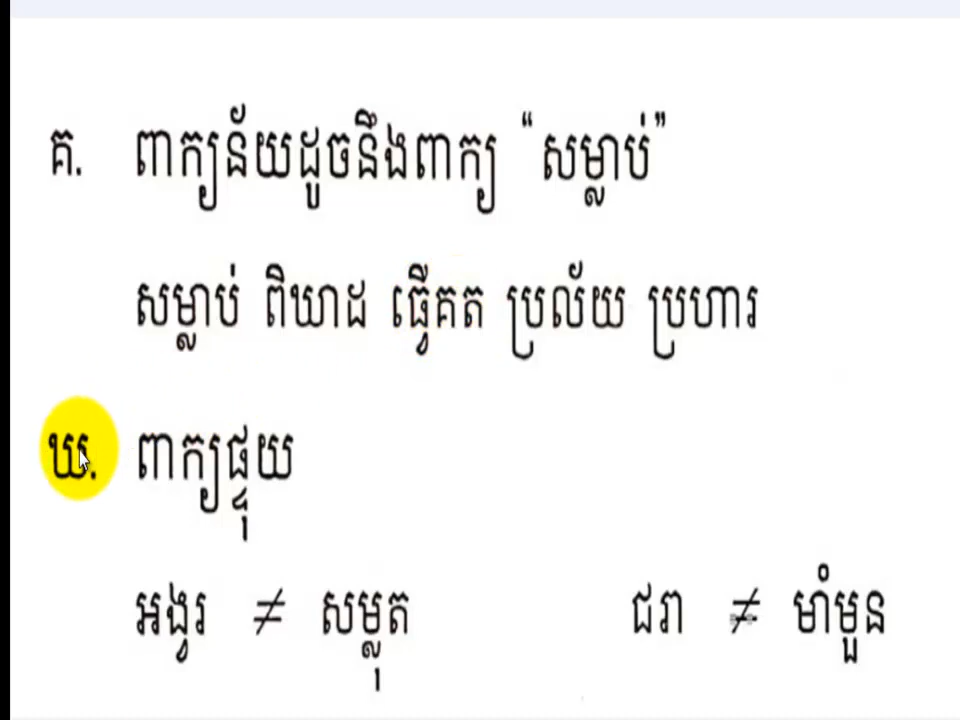 គ. ពាក្យន័យដូចនឹងពាក្យ “សម្លាប់”
សម្លាប់ ពិឃាដ ធ្វើគត ប្រល័យ ប្រហារ
ឃ. ពាក្យផ្ទុយ
អង្វរ ≠ សម្លុត ជរា ≠ មាំមួន